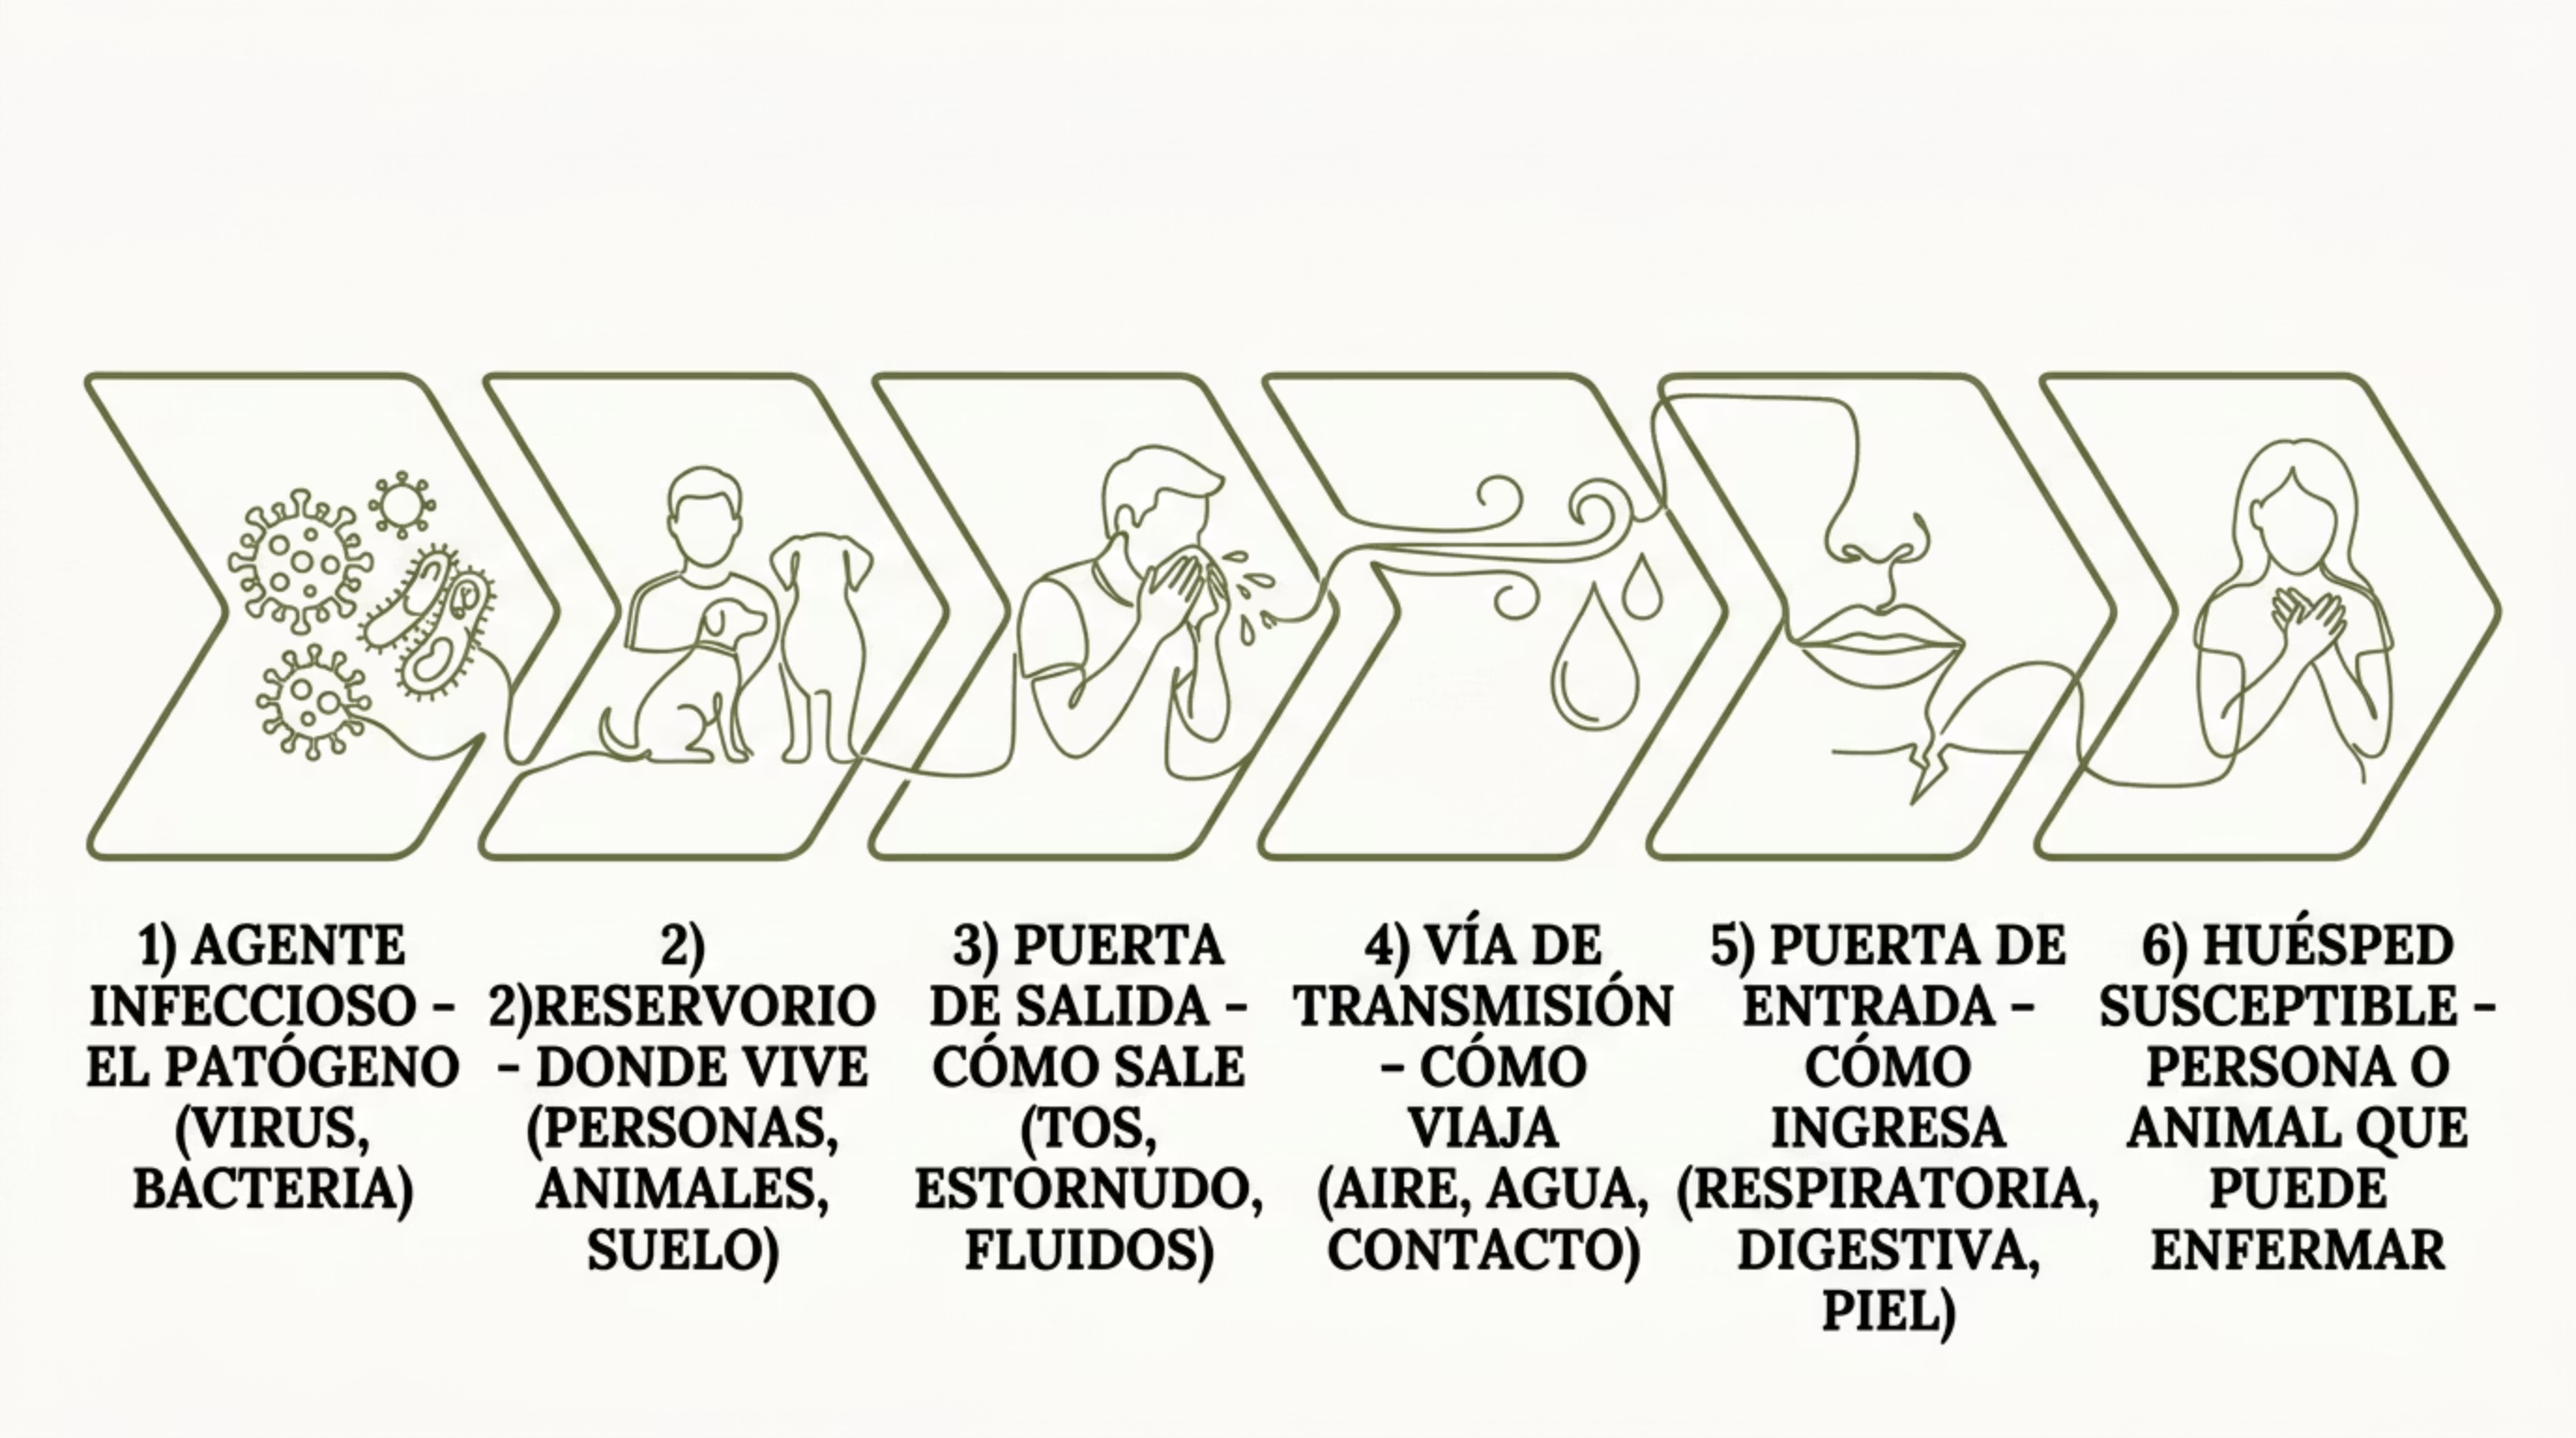 1) AGENTE
INFECCIOSO –
EL PATÓGENO
(VIRUS,
BACTERIA)
2)
2)RESERVORIO
– DONDE VIVE
(PERSONAS,
ANIMALES,
SUELO)
3) PUERTA
DE SALIDA –
CÓMO SALE
(TOS,
ESTORNUDO,
FLUIDOS)
4) VÍA DE
TRANSMISIÓN
– CÓMO
VIAJA
(AIRE, AGUA,
CONTACTO)
5) PUERTA DE
ENTRADA –
CÓMO
INGRESA
(RESPIRATORIA,
DIGESTIVA,
PIEL)
6) HUÉSPED
SUSCEPTIBLE –
PERSONA O
ANIMAL QUE
PUEDE
ENFERMAR